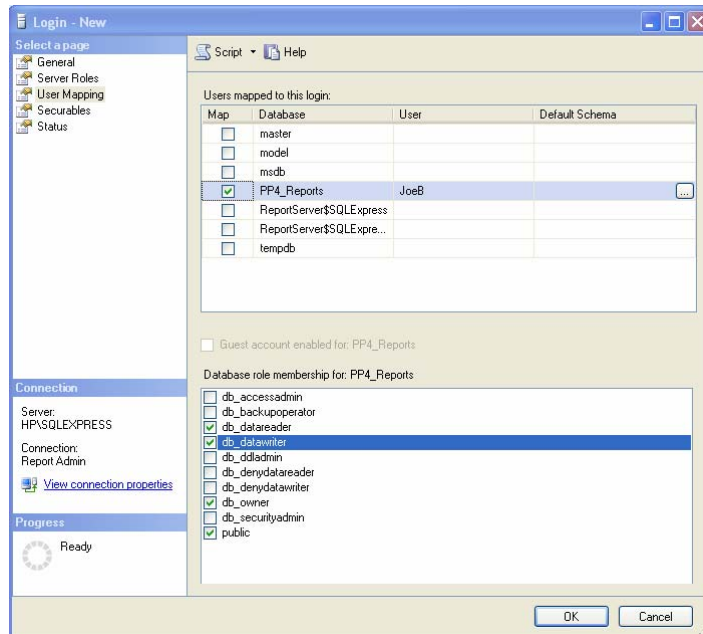 Login - New
Select a page
General
Server Roles
User Mapping
Securables
Status
Script
Help
Users mapped to this login:
Map Database User Default Schema
master
model
msdb
PP4_Reports JoeB ...
ReportServer$SQLExpress
ReportServer$SQLExpre...
tempdb
Guest account enabled for: PP4_Reports
Database role membership for: PP4_Reports
db_accessadmin
db_backupoperator
db_datareader
db_datawriter
db_ddladmin
db_denydatareader
db_denydatawriter
db_owner
db_securityadmin
public
Connection
Server:
HP\SQLEXPRESS
Connection:
Report Admin
View connection properties
Progress
Ready
OK Cancel